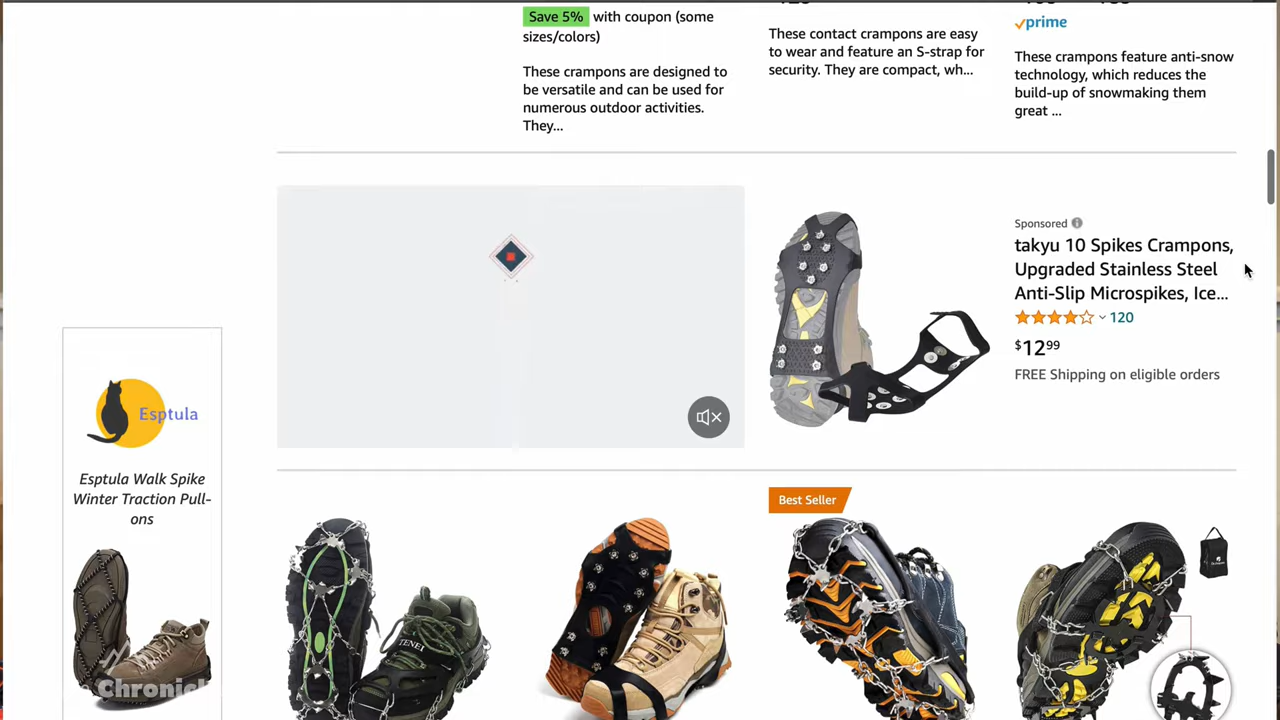 Save 5% with coupon (some
sizes/colors)
These crampons are designed to
be versatile and can be used for
numerous outdoor activities.
They...
These contact crampons are easy
to wear and feature an S-strap for
security. They are compact, wh...
prime
These crampons feature anti-snow
technology, which reduces the
build-up of snowmaking them
great ...
Sponsored
takyu 10 Spikes Crampons,
Upgraded Stainless Steel
Anti-Slip Microspikes, Ice...
120
$1299
FREE Shipping on eligible orders
Esptula
Esptula Walk Spike
Winter Traction Pull-
ons
Best Seller